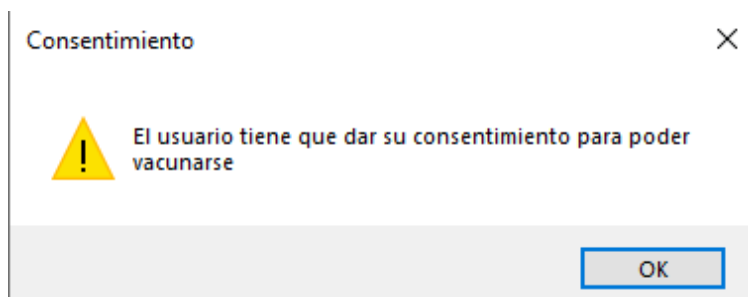 Consentimiento
El usuario tiene que dar su consentimiento para poder
vacunarse
OK